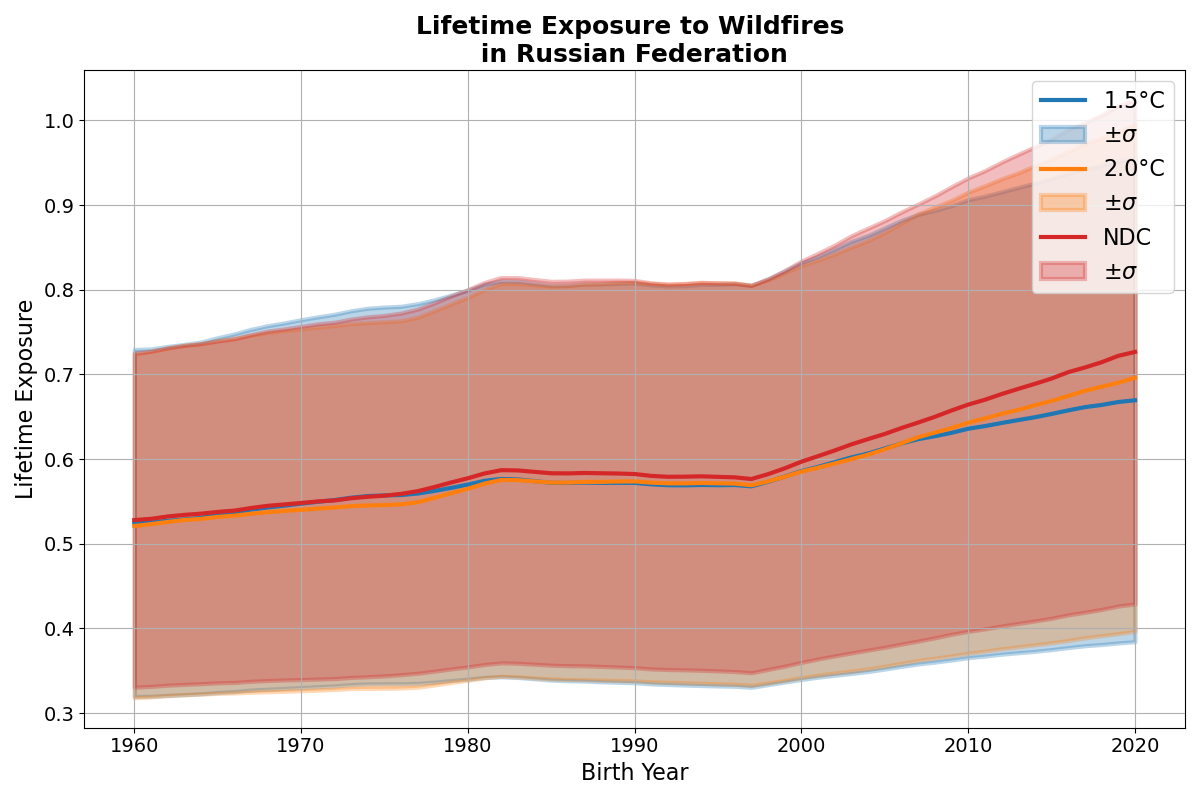 Lifetime Exposure to Wildfires
in Russian Federation
Lifetime Exposure
1.0
0.9
0.8
0.7
0.6
0.5
0.4
0.3
1960
1970
1980
1990
2000
2010
2020
Birth Year
1.5°C
±σ
2.0°C
±σ
NDC
±σ